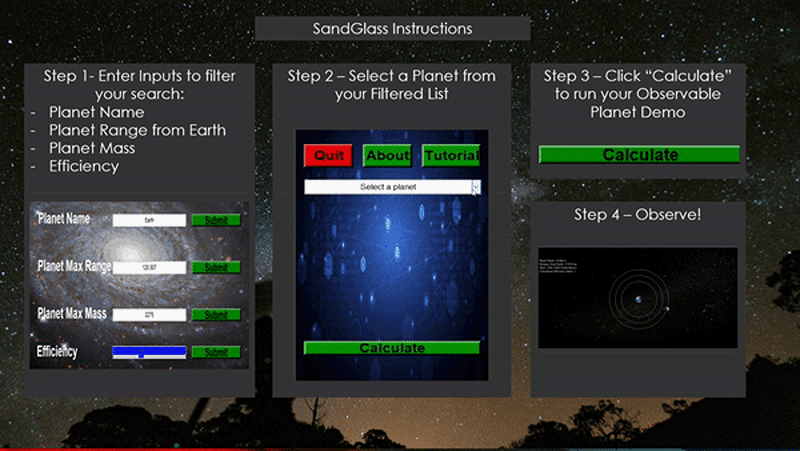 SandGlass Instructions
Step 1- Enter Inputs to filter
your search:
- Planet Name
- Planet Range from Earth
- Planet Mass
- Efficiency
Planet Name
Earth
Submit
Planet Max Range
Submit
Planet Max Mass
Submit
Efficiency
Submit
Step 2 – Select a Planet from
your Filtered List
Quit
About
Tutorial
Select a planet
Calculate
Step 3 – Click “Calculate”
to run your Observable
Planet Demo
Calculate
Step 4 – Observe!